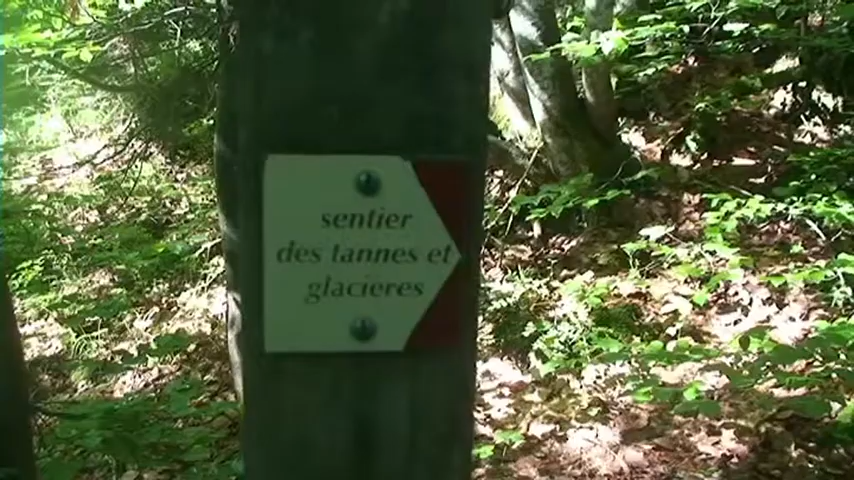 sentier
des tannes et
glacieres